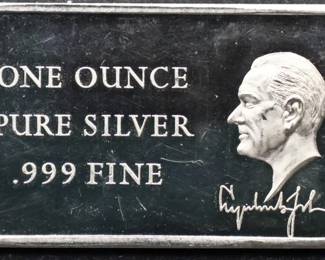 ONE OUNCE
PURE SILVER
.999 FINE